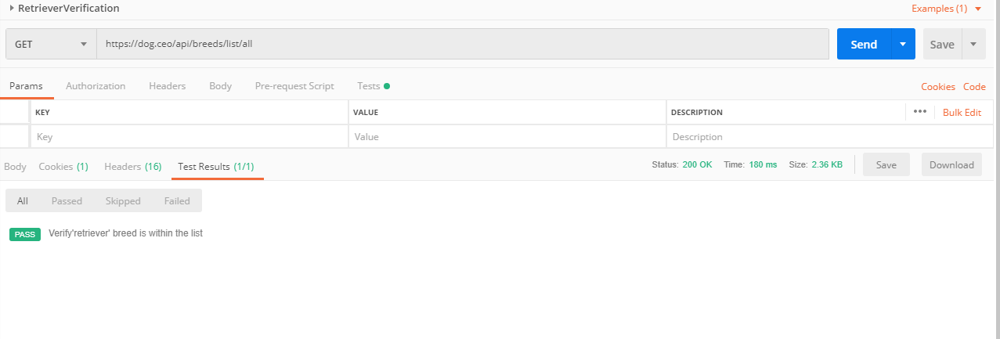 RetrieverVerification Examples (1)
GET https://dog.ceo/api/breeds/list/all Send Save
Params Authorization Headers Body Pre-request Script Tests Cookies Code
KEY VALUE DESCRIPTION ••• Bulk Edit
Key Value Description
Body Cookies (1) Headers (16) Test Results (1/1) Status: 200 OK Time: 180 ms Size: 2.36 KB Save Download
All Passed Skipped Failed
PASS Verify'retriever' breed is within the list